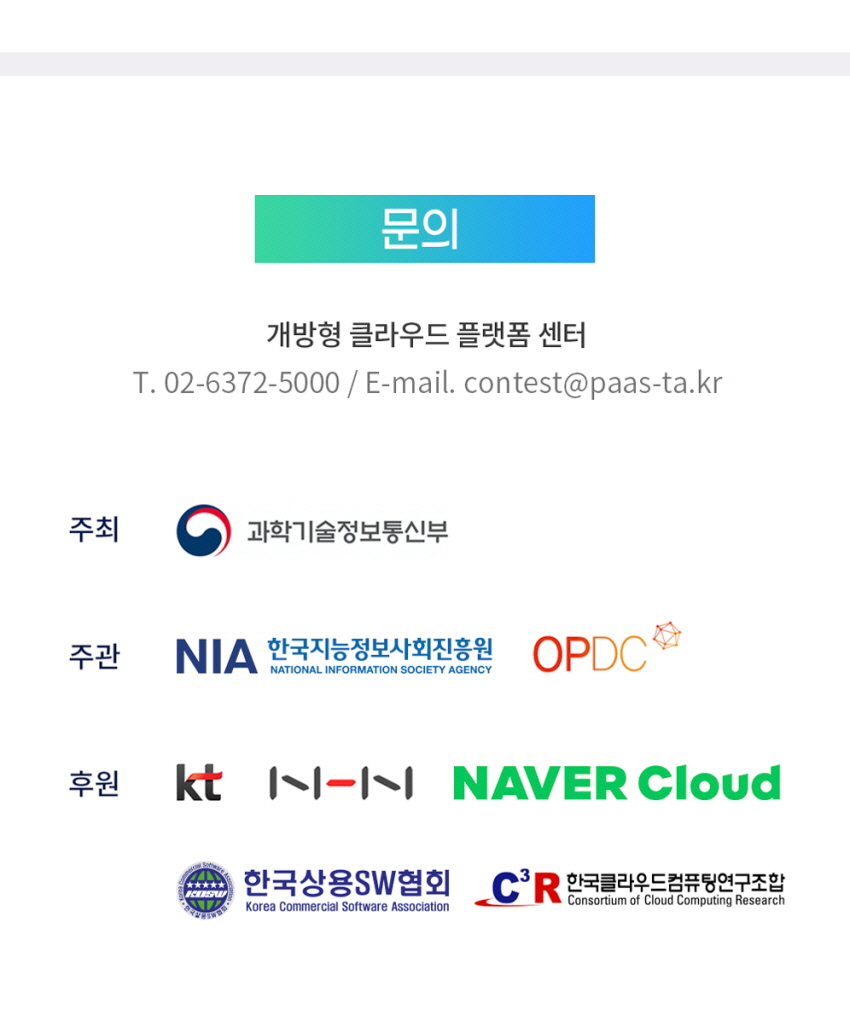 문의
개방형 클라우드 플랫폼 센터
T. 02-6372-5000 / E-mail. contest@paas-ta.kr
주최 과학기술정보통신부
주관 NIA 한국지능정보사회진흥원 OPDC
NATIONAL INFORMATION SOCIETY AGENCY
후원 kt NHN NAVER Cloud
한국상용SW협회 C³R 한국클라우드컴퓨팅연구조합
Korea Commercial Software Association Consortium of Cloud Computing Research